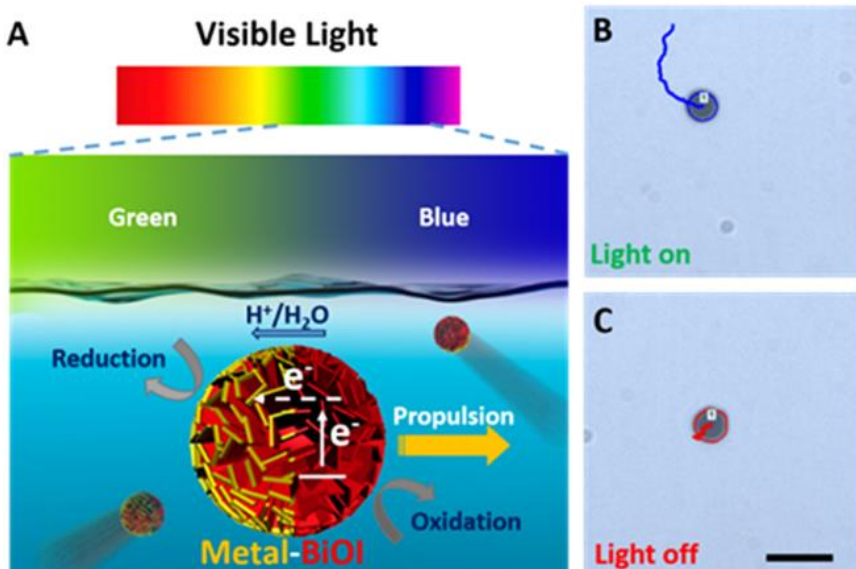 A
Visible Light
Green
Blue
H⁺/H₂O
Reduction
e⁻
e⁻
Propulsion
Oxidation
Metal-BiOI
B
Light on
C
Light off